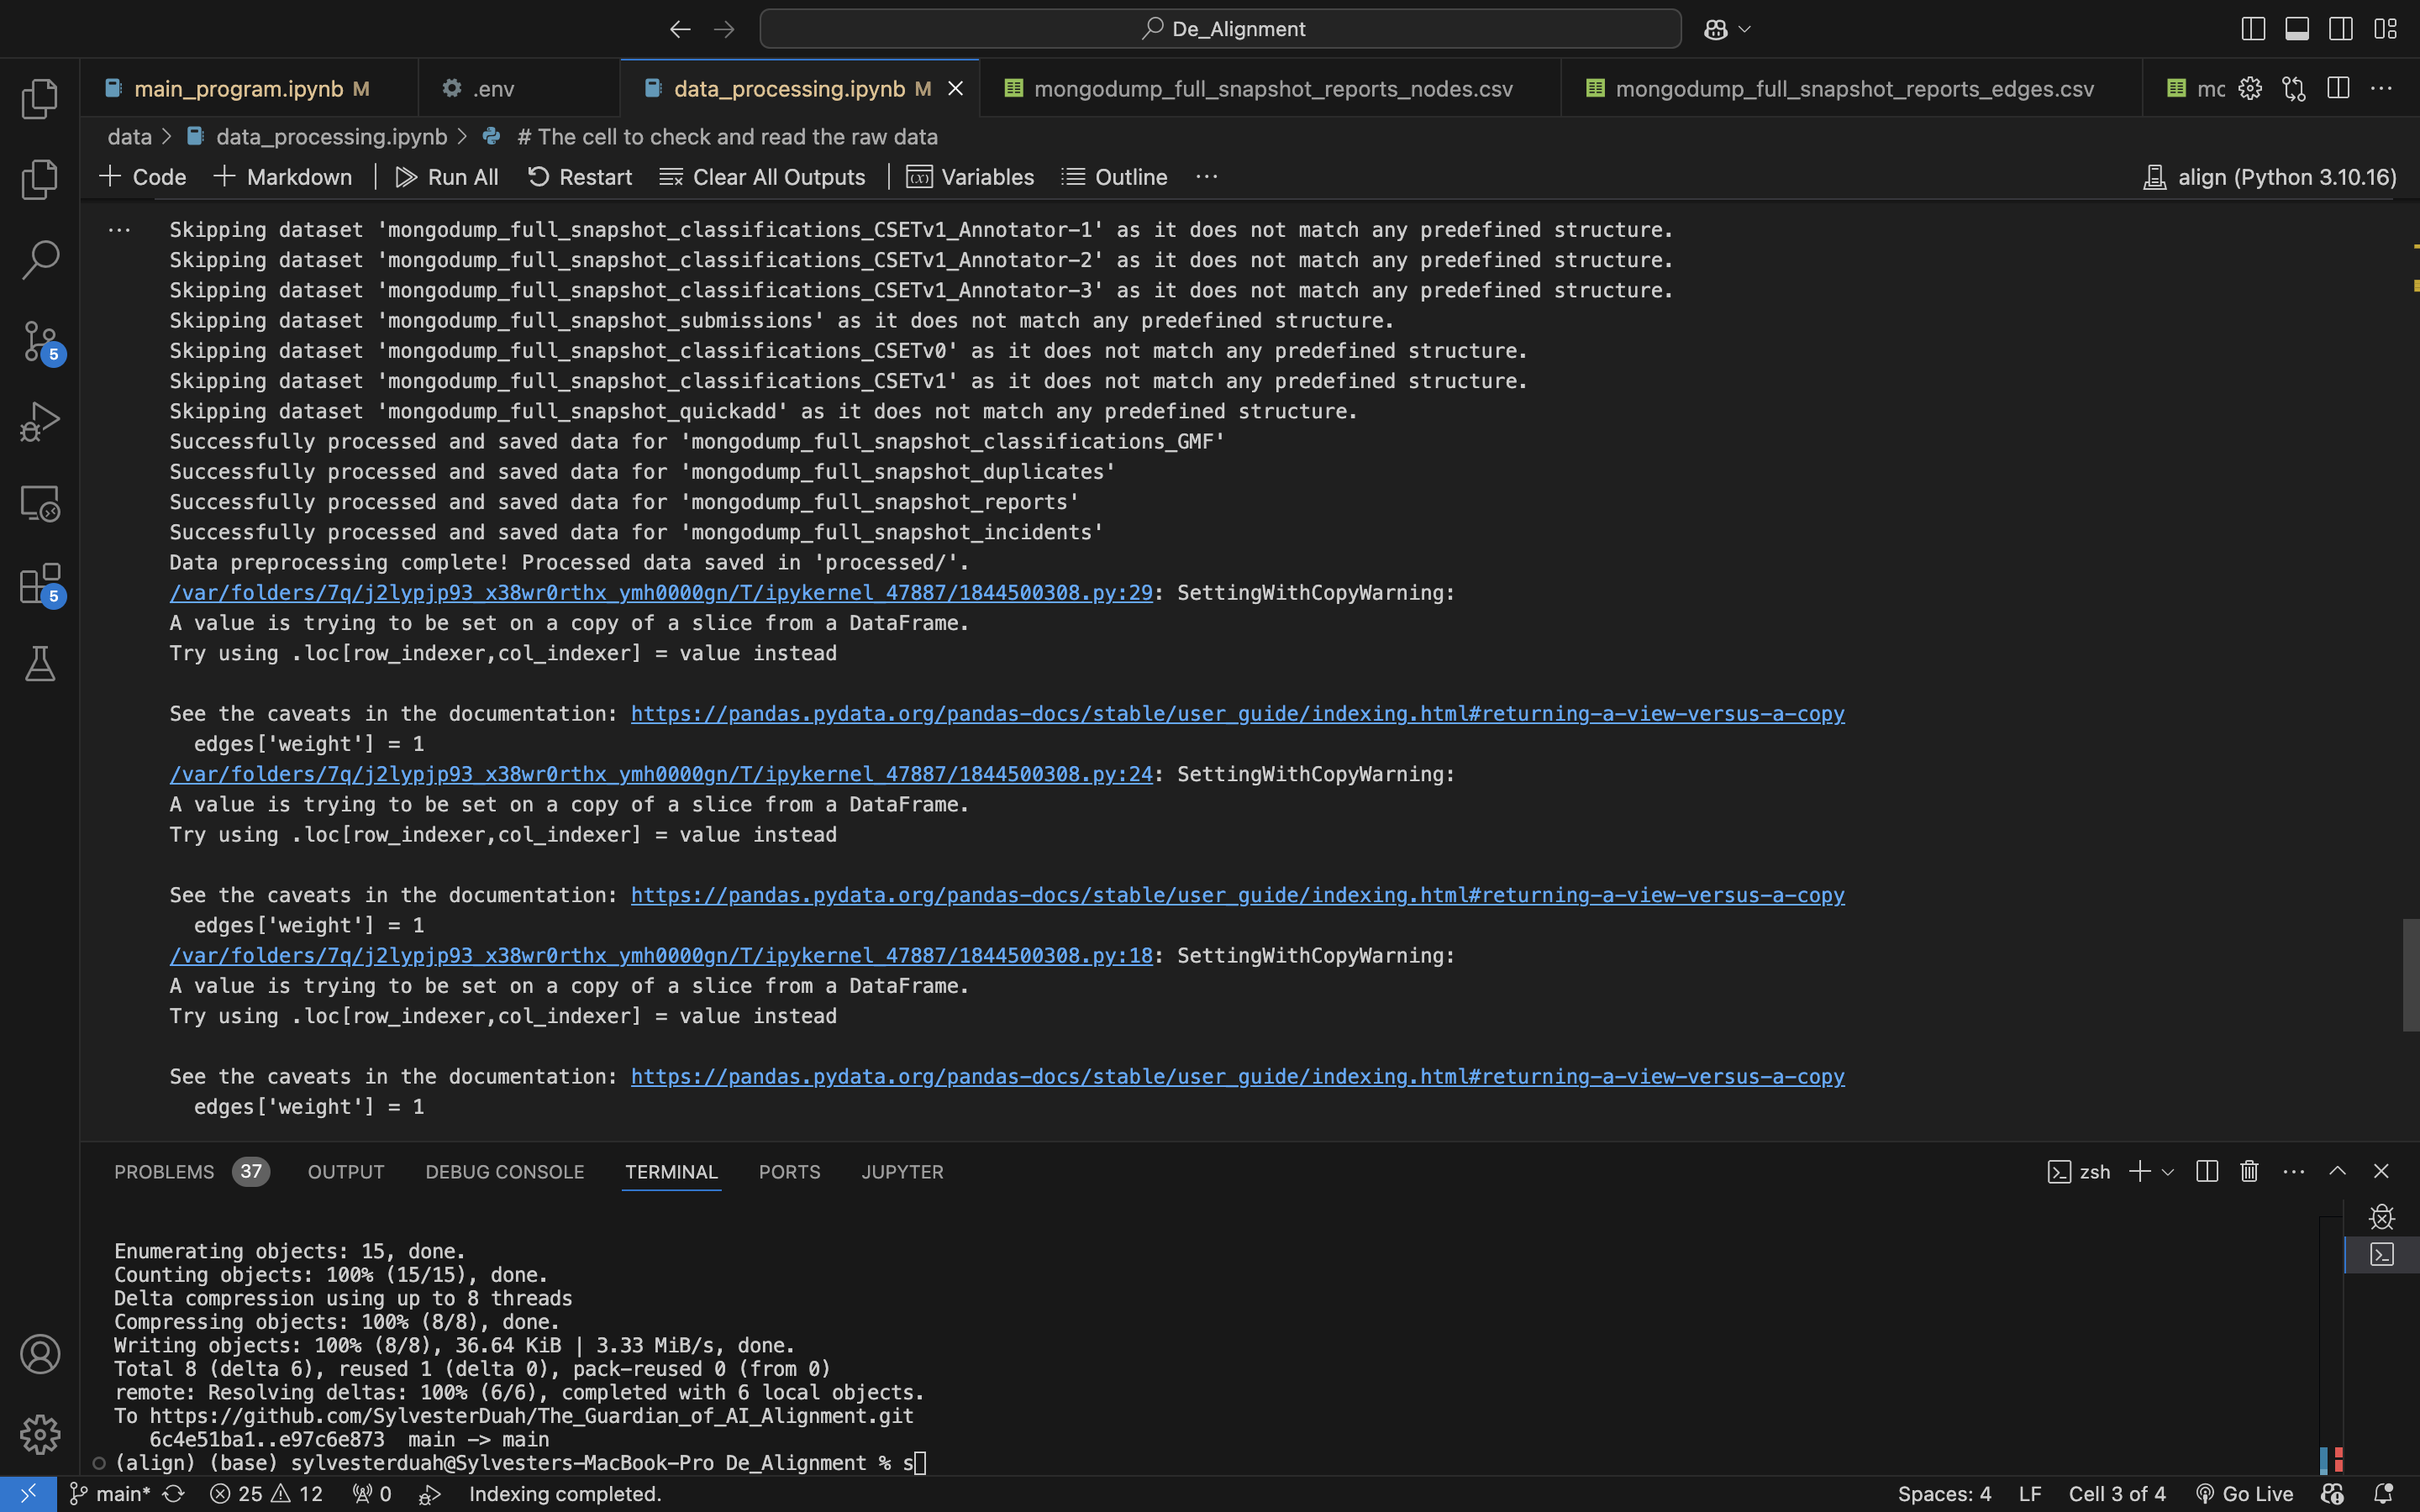 De_Alignment
main_program.ipynb M
.env
data_processing.ipynb M
mongodump_full_snapshot_reports_nodes.csv
mongodump_full_snapshot_reports_edges.csv
mc
data > data_processing.ipynb > # The cell to check and read the raw data
+ Code + Markdown | Run All Restart Clear All Outputs | Variables Outline ...
align (Python 3.10.16)
Skipping dataset 'mongodump_full_snapshot_classifications_CSETv1_Annotator-1' as it does not match any predefined structure.
Skipping dataset 'mongodump_full_snapshot_classifications_CSETv1_Annotator-2' as it does not match any predefined structure.
Skipping dataset 'mongodump_full_snapshot_classifications_CSETv1_Annotator-3' as it does not match any predefined structure.
Skipping dataset 'mongodump_full_snapshot_submissions' as it does not match any predefined structure.
Skipping dataset 'mongodump_full_snapshot_classifications_CSETv0' as it does not match any predefined structure.
Skipping dataset 'mongodump_full_snapshot_classifications_CSETv1' as it does not match any predefined structure.
Skipping dataset 'mongodump_full_snapshot_quickadd' as it does not match any predefined structure.
Successfully processed and saved data for 'mongodump_full_snapshot_classifications_GMF'
Successfully processed and saved data for 'mongodump_full_snapshot_duplicates'
Successfully processed and saved data for 'mongodump_full_snapshot_reports'
Successfully processed and saved data for 'mongodump_full_snapshot_incidents'
Data preprocessing complete! Processed data saved in 'processed/'.
/var/folders/7q/j2lypjp93_x38wr0rthx_ymh0000gn/T/ipykernel_47887/1844500308.py:29: SettingWithCopyWarning:
A value is trying to be set on a copy of a slice from a DataFrame.
Try using .loc[row_indexer,col_indexer] = value instead
See the caveats in the documentation: https://pandas.pydata.org/pandas-docs/stable/user_guide/indexing.html#returning-a-view-versus-a-copy
edges['weight'] = 1
/var/folders/7q/j2lypjp93_x38wr0rthx_ymh0000gn/T/ipykernel_47887/1844500308.py:24: SettingWithCopyWarning:
A value is trying to be set on a copy of a slice from a DataFrame.
Try using .loc[row_indexer,col_indexer] = value instead
See the caveats in the documentation: https://pandas.pydata.org/pandas-docs/stable/user_guide/indexing.html#returning-a-view-versus-a-copy
edges['weight'] = 1
/var/folders/7q/j2lypjp93_x38wr0rthx_ymh0000gn/T/ipykernel_47887/1844500308.py:18: SettingWithCopyWarning:
A value is trying to be set on a copy of a slice from a DataFrame.
Try using .loc[row_indexer,col_indexer] = value instead
See the caveats in the documentation: https://pandas.pydata.org/pandas-docs/stable/user_guide/indexing.html#returning-a-view-versus-a-copy
edges['weight'] = 1
5
5
PROBLEMS 37 OUTPUT DEBUG CONSOLE TERMINAL PORTS JUPYTER
zsh
Enumerating objects: 15, done.
Counting objects: 100% (15/15), done.
Delta compression using up to 8 threads
Compressing objects: 100% (8/8), done.
Writing objects: 100% (8/8), 36.64 KiB | 3.33 MiB/s, done.
Total 8 (delta 6), reused 1 (delta 0), pack-reused 0 (from 0)
remote: Resolving deltas: 100% (6/6), completed with 6 local objects.
To https://github.com/SylvesterDuah/The_Guardian_of_AI_Alignment.git
6c4e51ba1..e97c6e873 main -> main
(align) (base) sylvesterduah@Sylvesters-MacBook-Pro De_Alignment % s
main* 25 12 0 Indexing completed.
Spaces: 4 LF Cell 3 of 4 Go Live